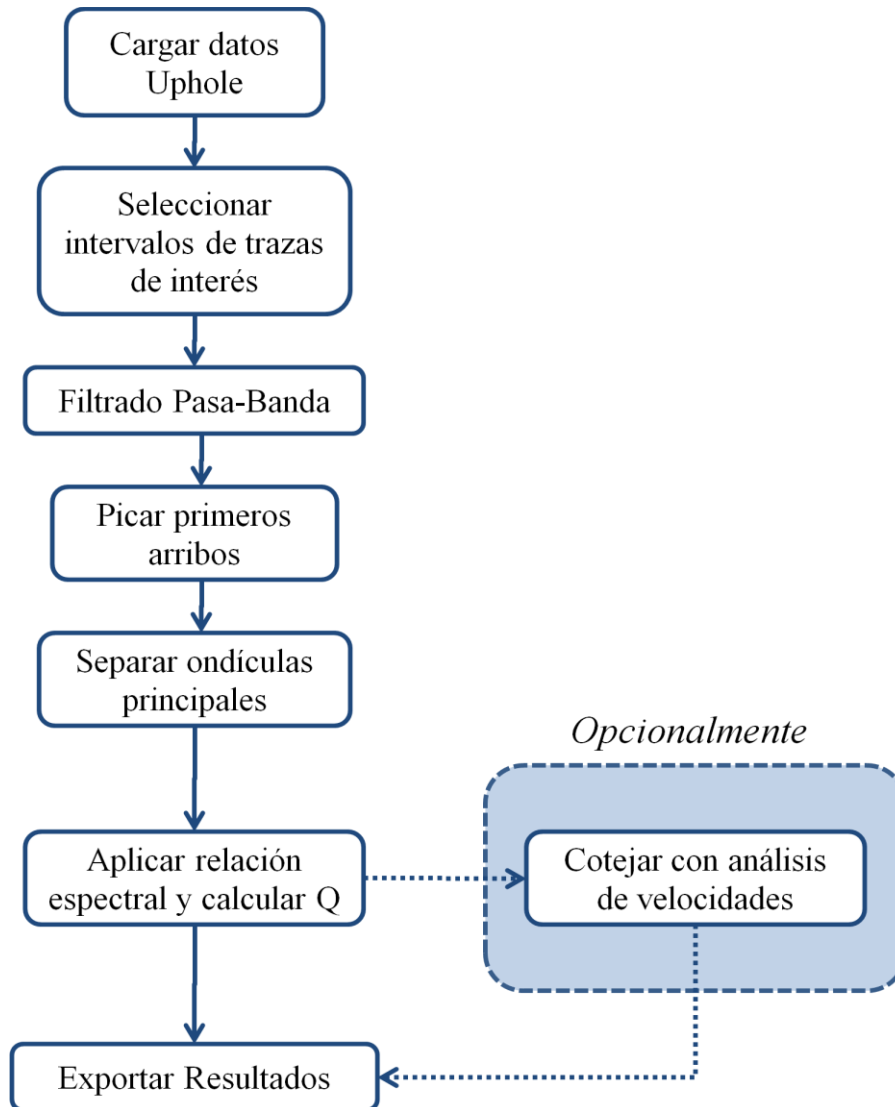 Cargar datos
Uphole
Seleccionar
intervalos de trazas
de interés
Filtrado Pasa-Banda
Picar primeros
arribos
Separar ondículas
principales
Opcionalmente
Aplicar relación
espectral y calcular Q
Cotejar con análisis
de velocidades
Exportar Resultados